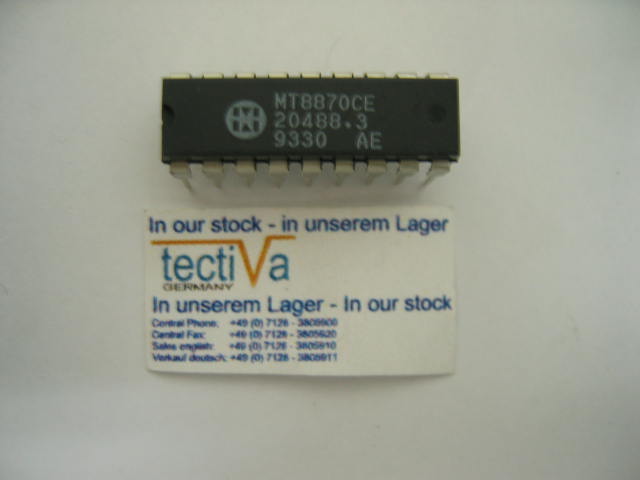 MT8870CE
20488.3
9330 AE
In our stock - in unserem Lager
tectiVa
GERMANY
In unserem Lager - In our stock
Central Phone: +49 (0) 7128 - 3805900
Central Fax: +49 (0) 7128 - 3805920
Sales english: +49 (0) 7128 - 3805910
Verkauf deutsch: +49 (0) 7128 - 3805911